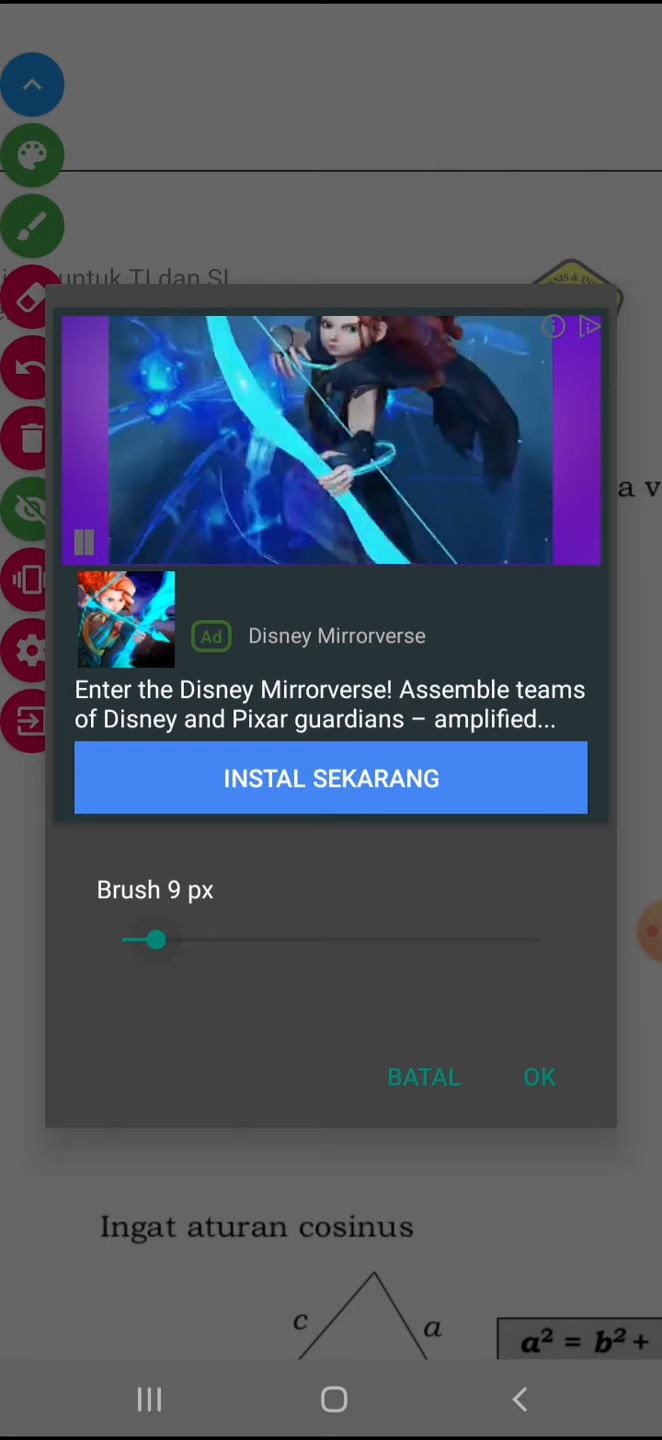 untuk TI dan SI
a v
Ad
Disney Mirrorverse
Enter the Disney Mirrorverse! Assemble teams
of Disney and Pixar guardians – amplified...
INSTAL SEKARANG
Brush 9 px
BATAL OK
Ingat aturan cosinus
c
a
a² = b² +